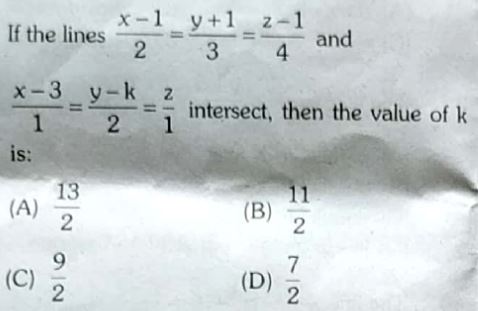 If the lines \frac{x-1}{2} = \frac{y+1}{3} = \frac{z-1}{4} and
\frac{x-3}{1} = \frac{y-k}{2} = \frac{z}{1} intersect, then the value of k
is:
(A) \frac{13}{2} (B) \frac{11}{2}
(C) \frac{9}{2} (D) \frac{7}{2}